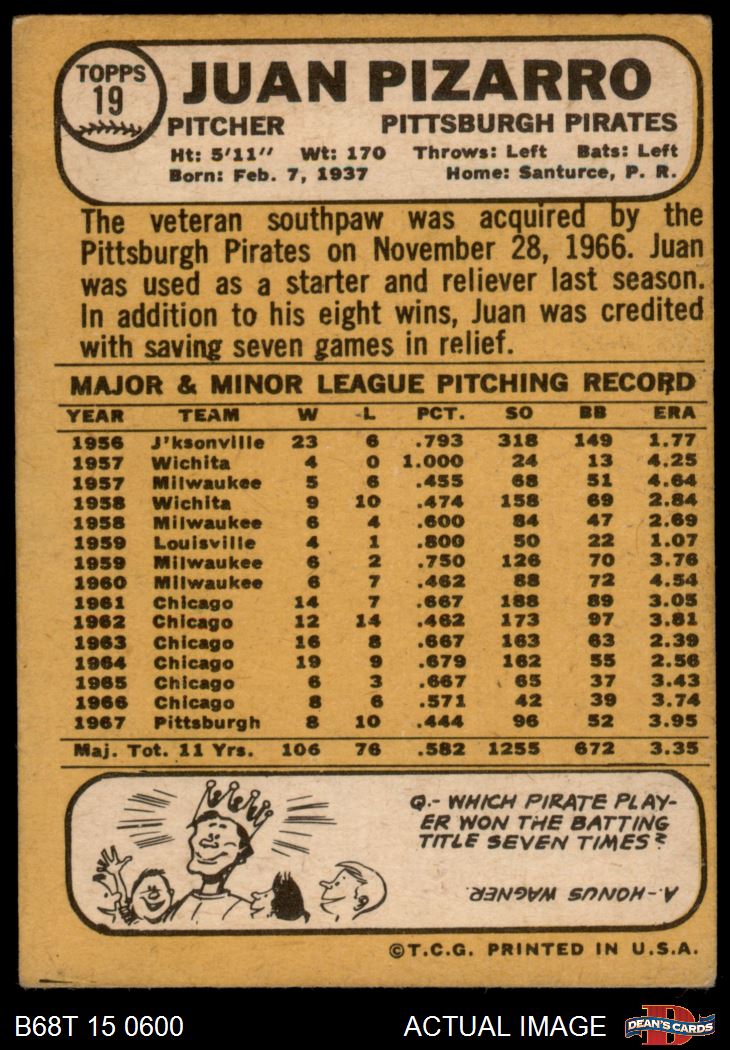 TOPPS
19
JUAN PIZARRO
PITCHER PITTSBURGH PIRATES
Ht: 5'11" Wt: 170 Throws: Left Bats: Left
Born: Feb. 7, 1937 Home: Santurce, P. R.
The veteran southpaw was acquired by the
Pittsburgh Pirates on November 28, 1966. Juan
was used as a starter and reliever last season.
In addition to his eight wins, Juan was credited
with saving seven games in relief.
MAJOR & MINOR LEAGUE PITCHING RECORD
YEAR TEAM W L PCT. SO BB ERA
1956 J'ksonville 23 6 .793 318 149 1.77
1957 Wichita 4 0 1.000 24 13 4.25
1957 Milwaukee 5 6 .455 68 51 4.64
1958 Wichita 9 10 .474 158 69 2.84
1958 Milwaukee 6 4 .600 84 47 2.69
1959 Louisville 4 1 .800 50 22 1.07
1959 Milwaukee 6 2 .750 126 70 3.76
1960 Milwaukee 6 7 .462 88 72 4.54
1961 Chicago 14 7 .667 188 89 3.05
1962 Chicago 12 14 .462 173 97 3.81
1963 Chicago 16 8 .667 163 63 2.39
1964 Chicago 19 9 .679 162 55 2.56
1965 Chicago 6 3 .667 65 37 3.43
1966 Chicago 8 6 .571 42 39 3.74
1967 Pittsburgh 8 10 .444 96 52 3.95
Maj. Tot. 11 Yrs. 106 76 .582 1255 672 3.35
Q.- WHICH PIRATE PLAY-
ER WON THE BATTING
TITLE SEVEN TIMES?
A.-HONUS WAGNER.
©T.C.G. PRINTED IN U.S.A.
B68T 15 0600 ACTUAL IMAGE
D
DEAN'S CARDS